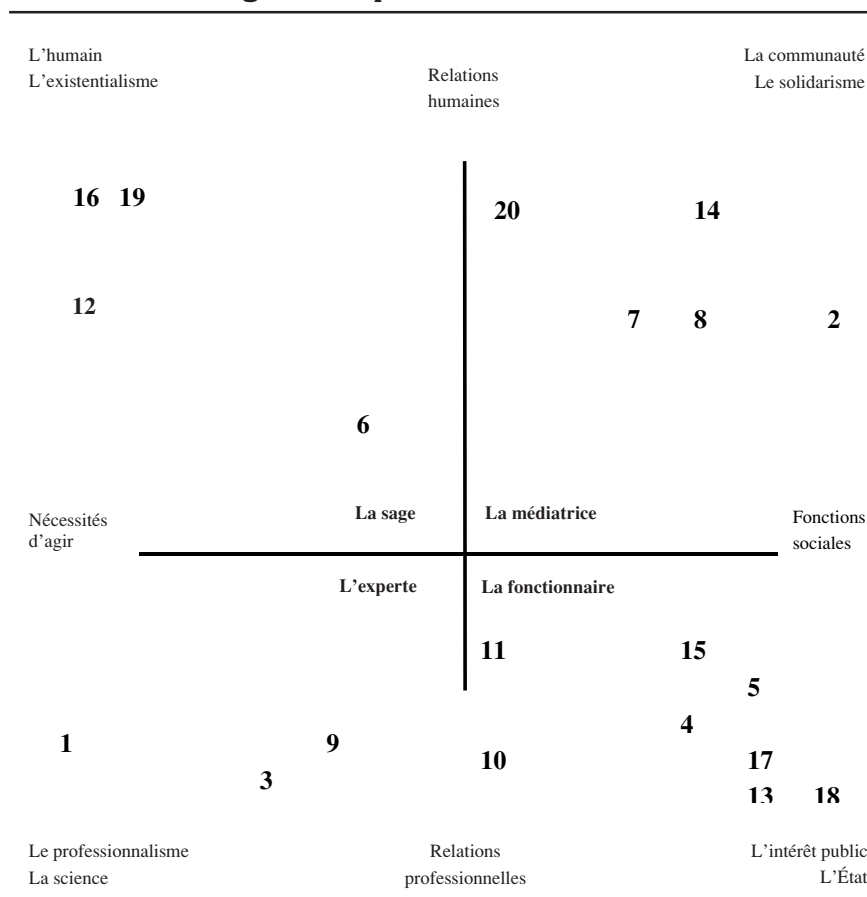 L'humain
L'existentialisme
Relations
humaines
La communauté
Le solidarisme
16 19
20 14
12
7 8 2
6
Nécessités
d'agir
La sage
La médiatrice
Fonctions
sociales
L'experte
La fonctionnaire
11 15
5
4
1 9
10 17
3
13 18
Le professionnalisme
La science
Relations
professionnelles
L'intérêt public
L'État